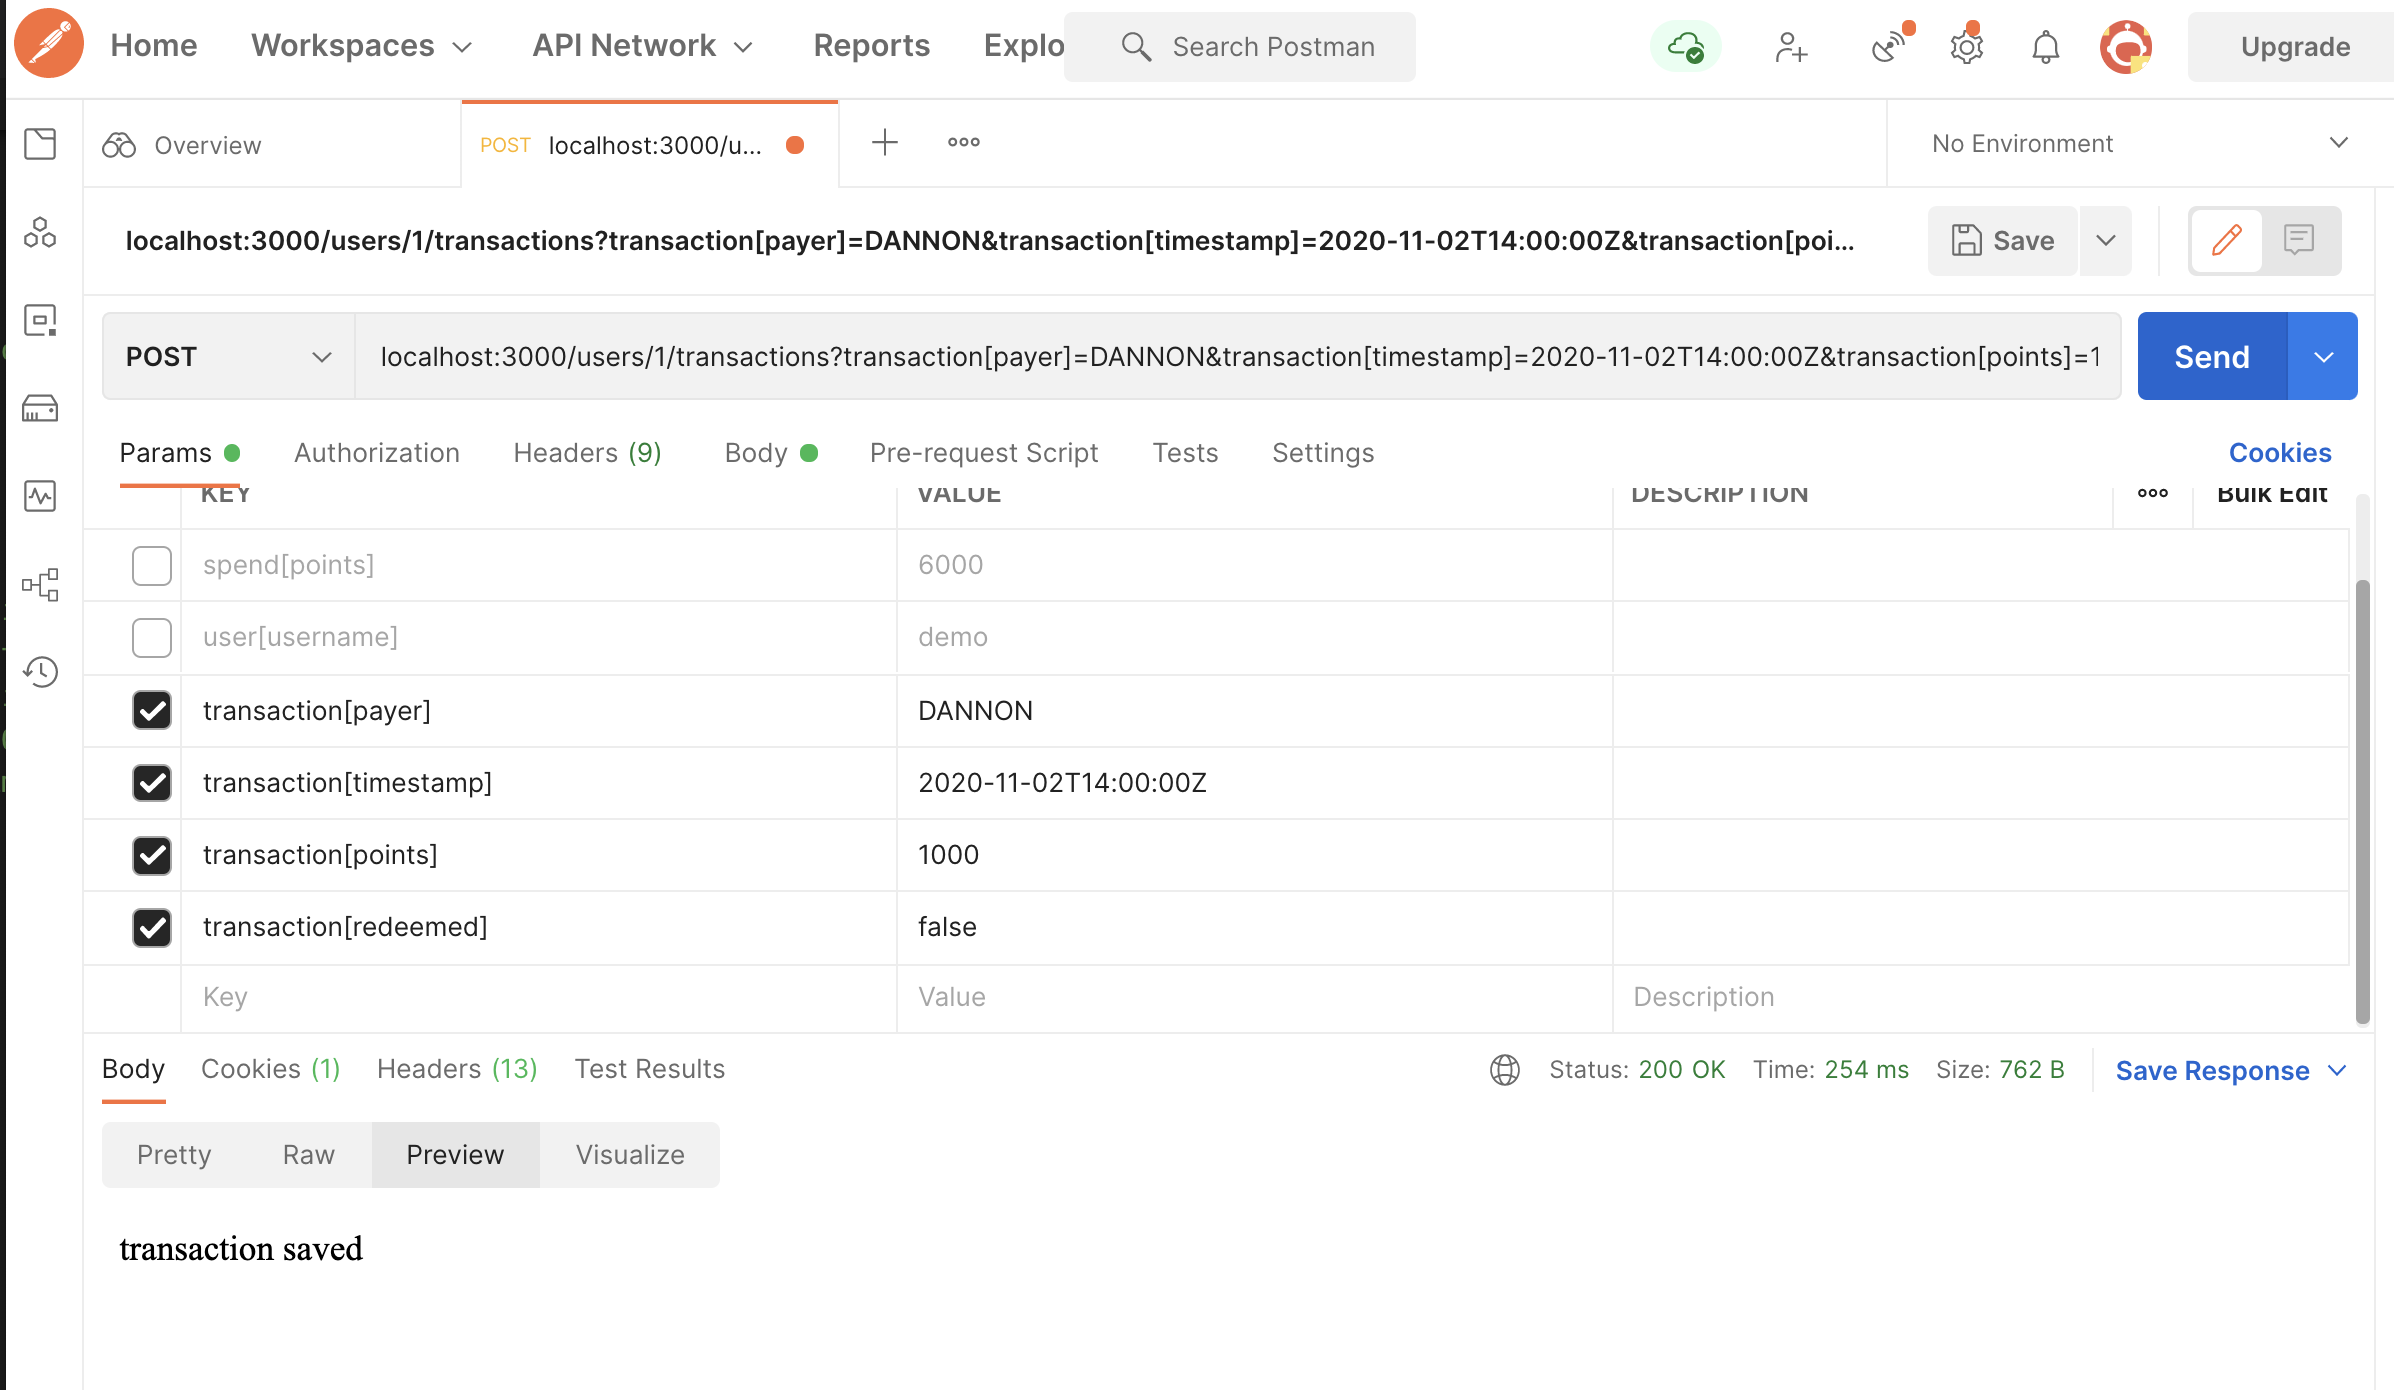 Home Workspaces API Network Reports Explo Search Postman Upgrade
Overview POST localhost:3000/u... No Environment
localhost:3000/users/1/transactions?transaction[payer]=DANNON&transaction[timestamp]=2020-11-02T14:00:00Z&transaction[poi... Save
POST localhost:3000/users/1/transactions?transaction[payer]=DANNON&transaction[timestamp]=2020-11-02T14:00:00Z&transaction[points]=1 Send
Params Authorization Headers (9) Body Pre-request Script Tests Settings Cookies
KEY VALUE DESCRIPTION Bulk Edit
spend[points] 6000
user[username] demo
transaction[payer] DANNON
transaction[timestamp] 2020-11-02T14:00:00Z
transaction[points] 1000
transaction[redeemed] false
Key Value Description
Body Cookies (1) Headers (13) Test Results Status: 200 OK Time: 254 ms Size: 762 B Save Response
Pretty Raw Preview Visualize
transaction saved